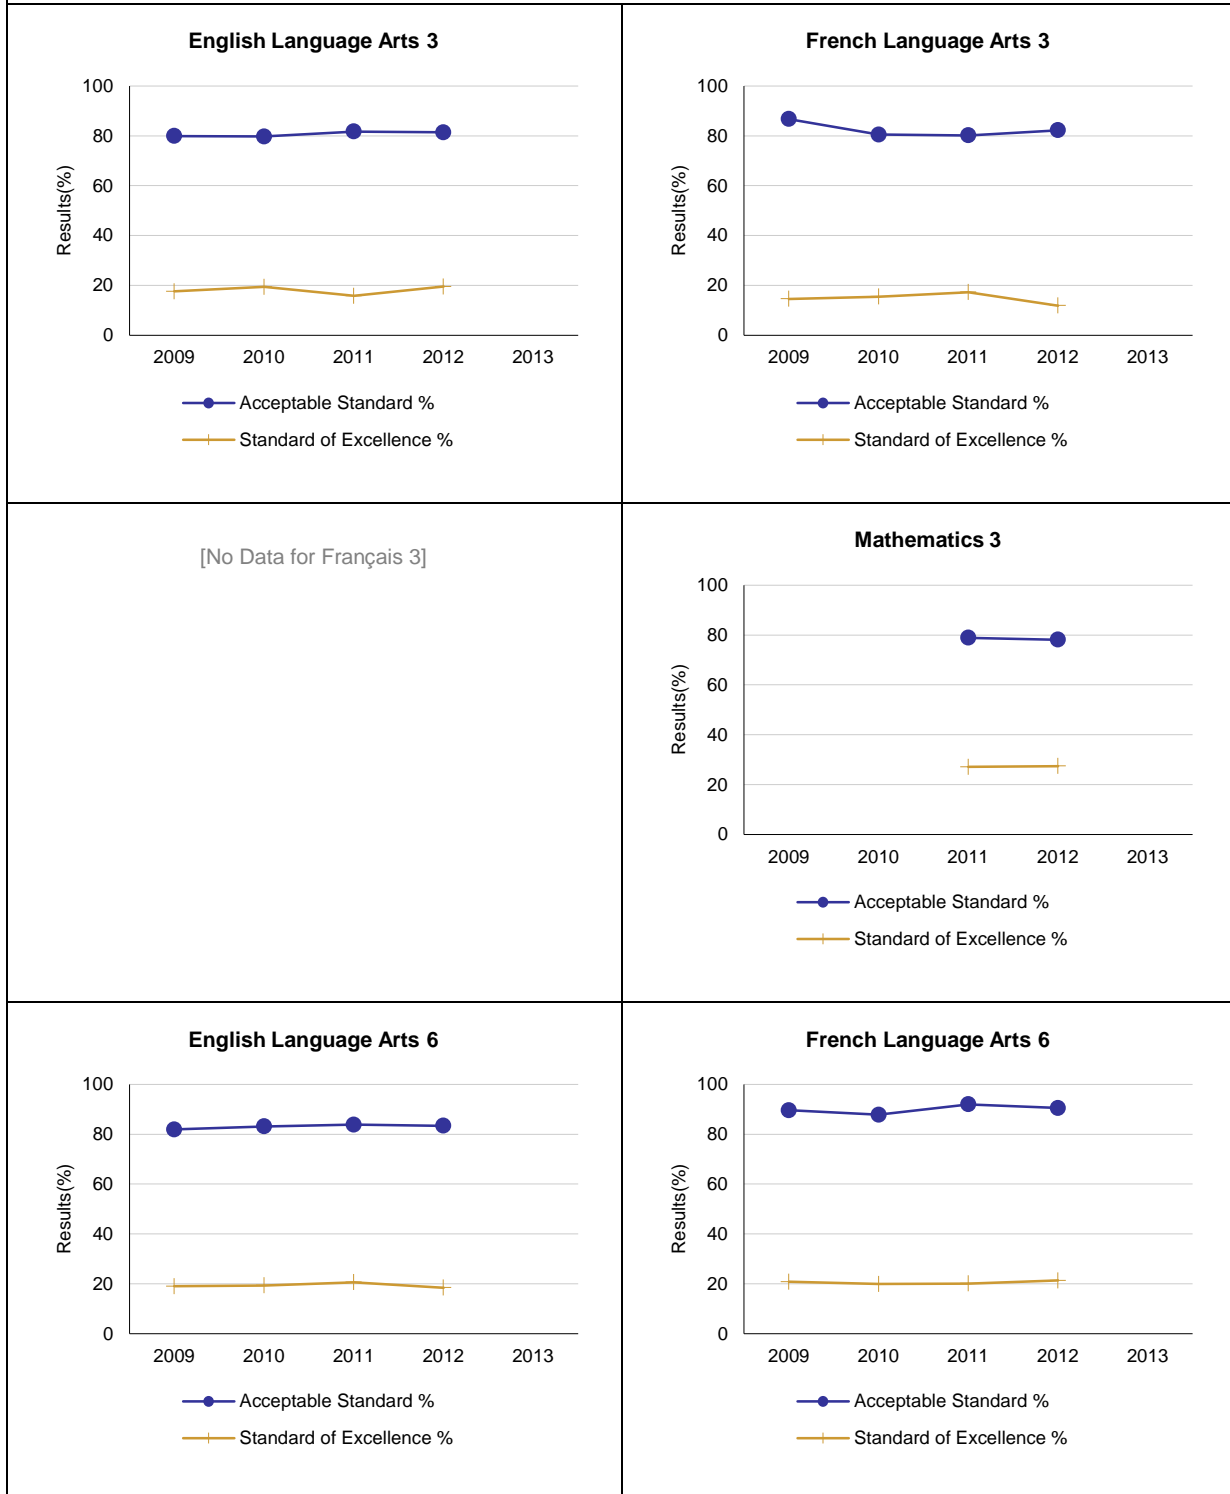 English Language Arts 3
100
80
60
40
20
0
Results(%)
2009 2010 2011 2012 2013
Acceptable Standard %
Standard of Excellence %
French Language Arts 3
100
80
60
40
20
0
Results(%)
2009 2010 2011 2012 2013
Acceptable Standard %
Standard of Excellence %
[No Data for Français 3]
Mathematics 3
100
80
60
40
20
0
Results(%)
2009 2010 2011 2012 2013
Acceptable Standard %
Standard of Excellence %
English Language Arts 6
100
80
60
40
20
0
Results(%)
2009 2010 2011 2012 2013
Acceptable Standard %
Standard of Excellence %
French Language Arts 6
100
80
60
40
20
0
Results(%)
2009 2010 2011 2012 2013
Acceptable Standard %
Standard of Excellence %